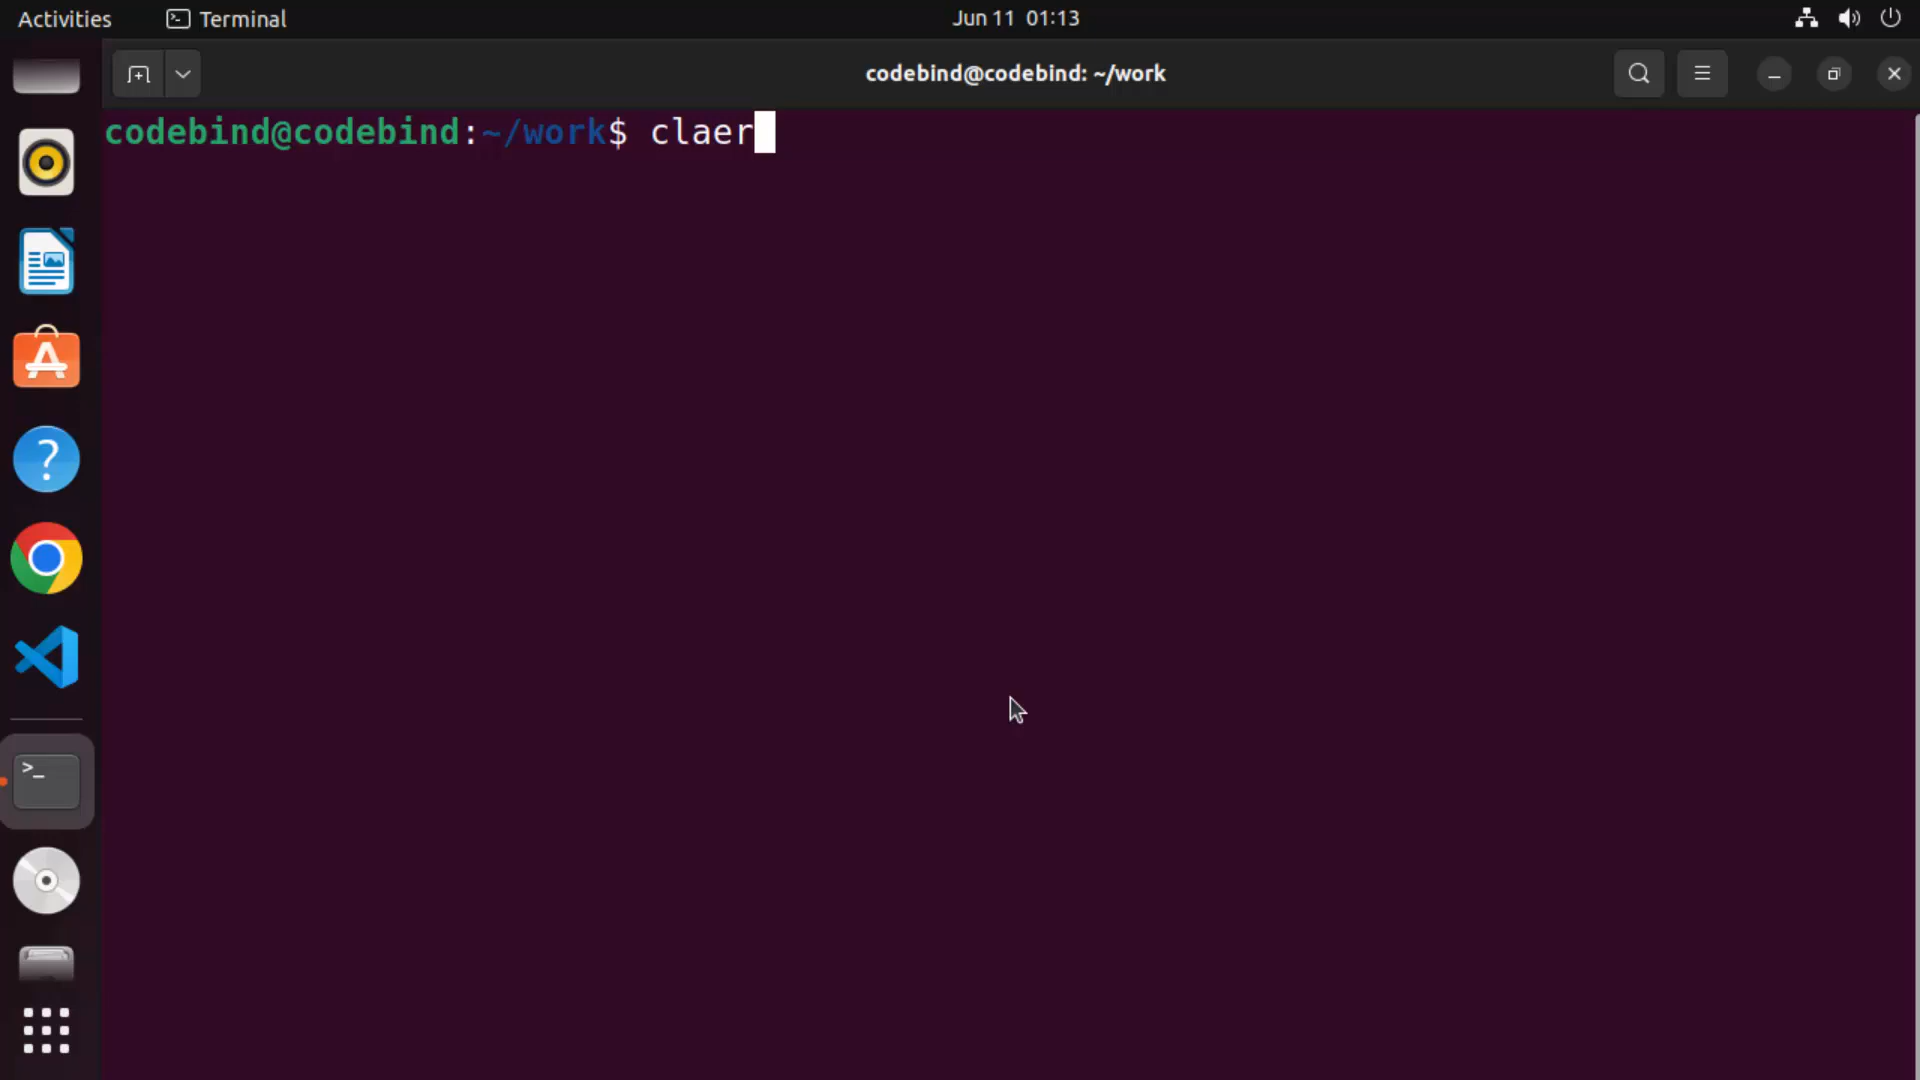 Activities
Terminal
Jun 11 01:13
codebind@codebind: ~/work
codebind@codebind:~/work$ claer